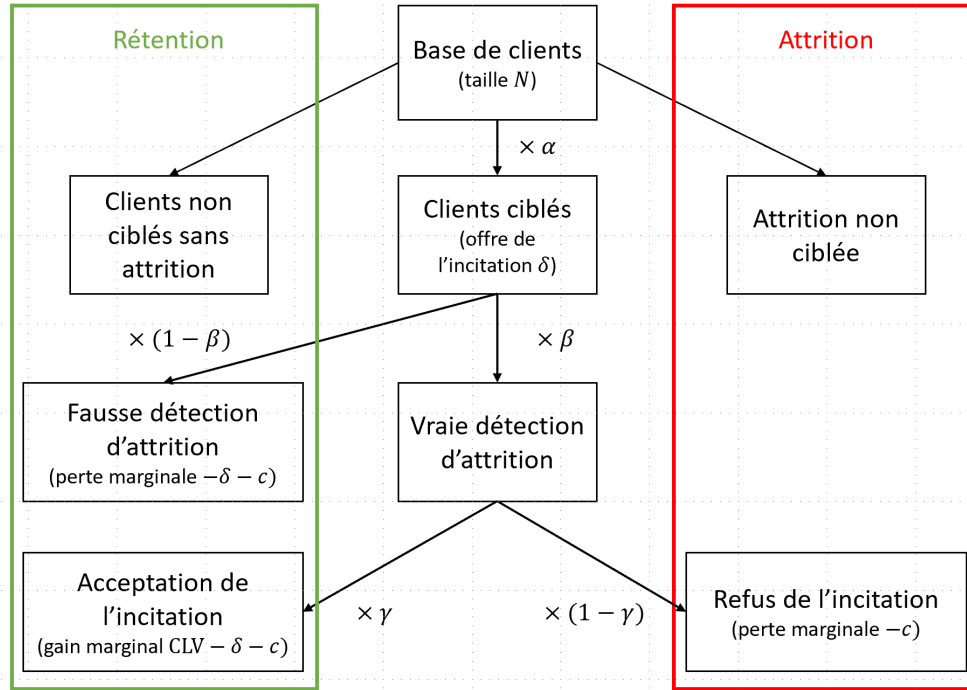 Rétention
Base de clients
(taille N)
Attrition
× α
Clients non
ciblés sans
attrition
Clients ciblés
(offre de
l'incitation δ)
Attrition non
ciblée
× (1 − β)
× β
Fausse détection
d'attrition
(perte marginale −δ − c)
Vraie détection
d'attrition
Acceptation de
l'incitation
(gain marginal CLV − δ − c)
× γ
× (1 − γ)
Refus de l'incitation
(perte marginale −c)